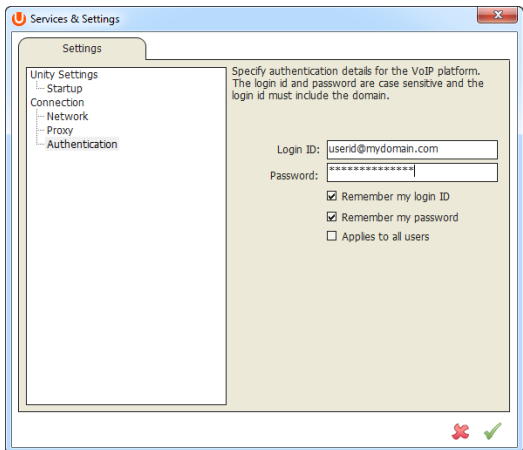 Services & Settings
Settings
Unity Settings
Startup
Connection
Network
Proxy
Authentication
Specify authentication details for the VoIP platform.
The login id and password are case sensitive and the
login id must include the domain.
Login ID: userid@mydomain.com
Password: **************
Remember my login ID
Remember my password
Applies to all users